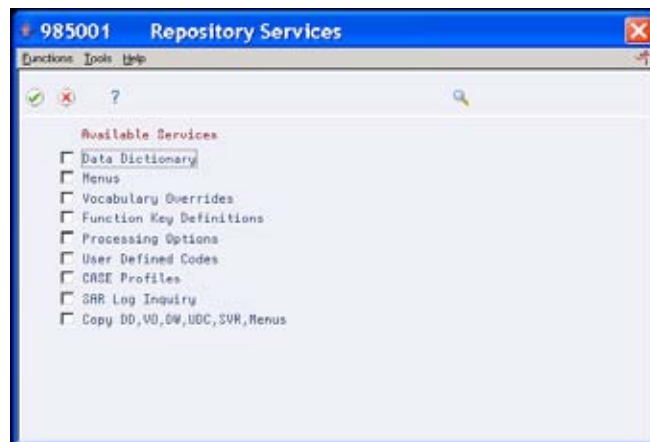 985001 Repository Services
Functions Tools Help
?
Available Services
Data Dictionary
Menus
Vocabulary Overrides
Function Key Definitions
Processing Options
User Defined Codes
CASE Profiles
SAR Log Inquiry
Copy DD,VO,DW,UDC,SVR,Menus